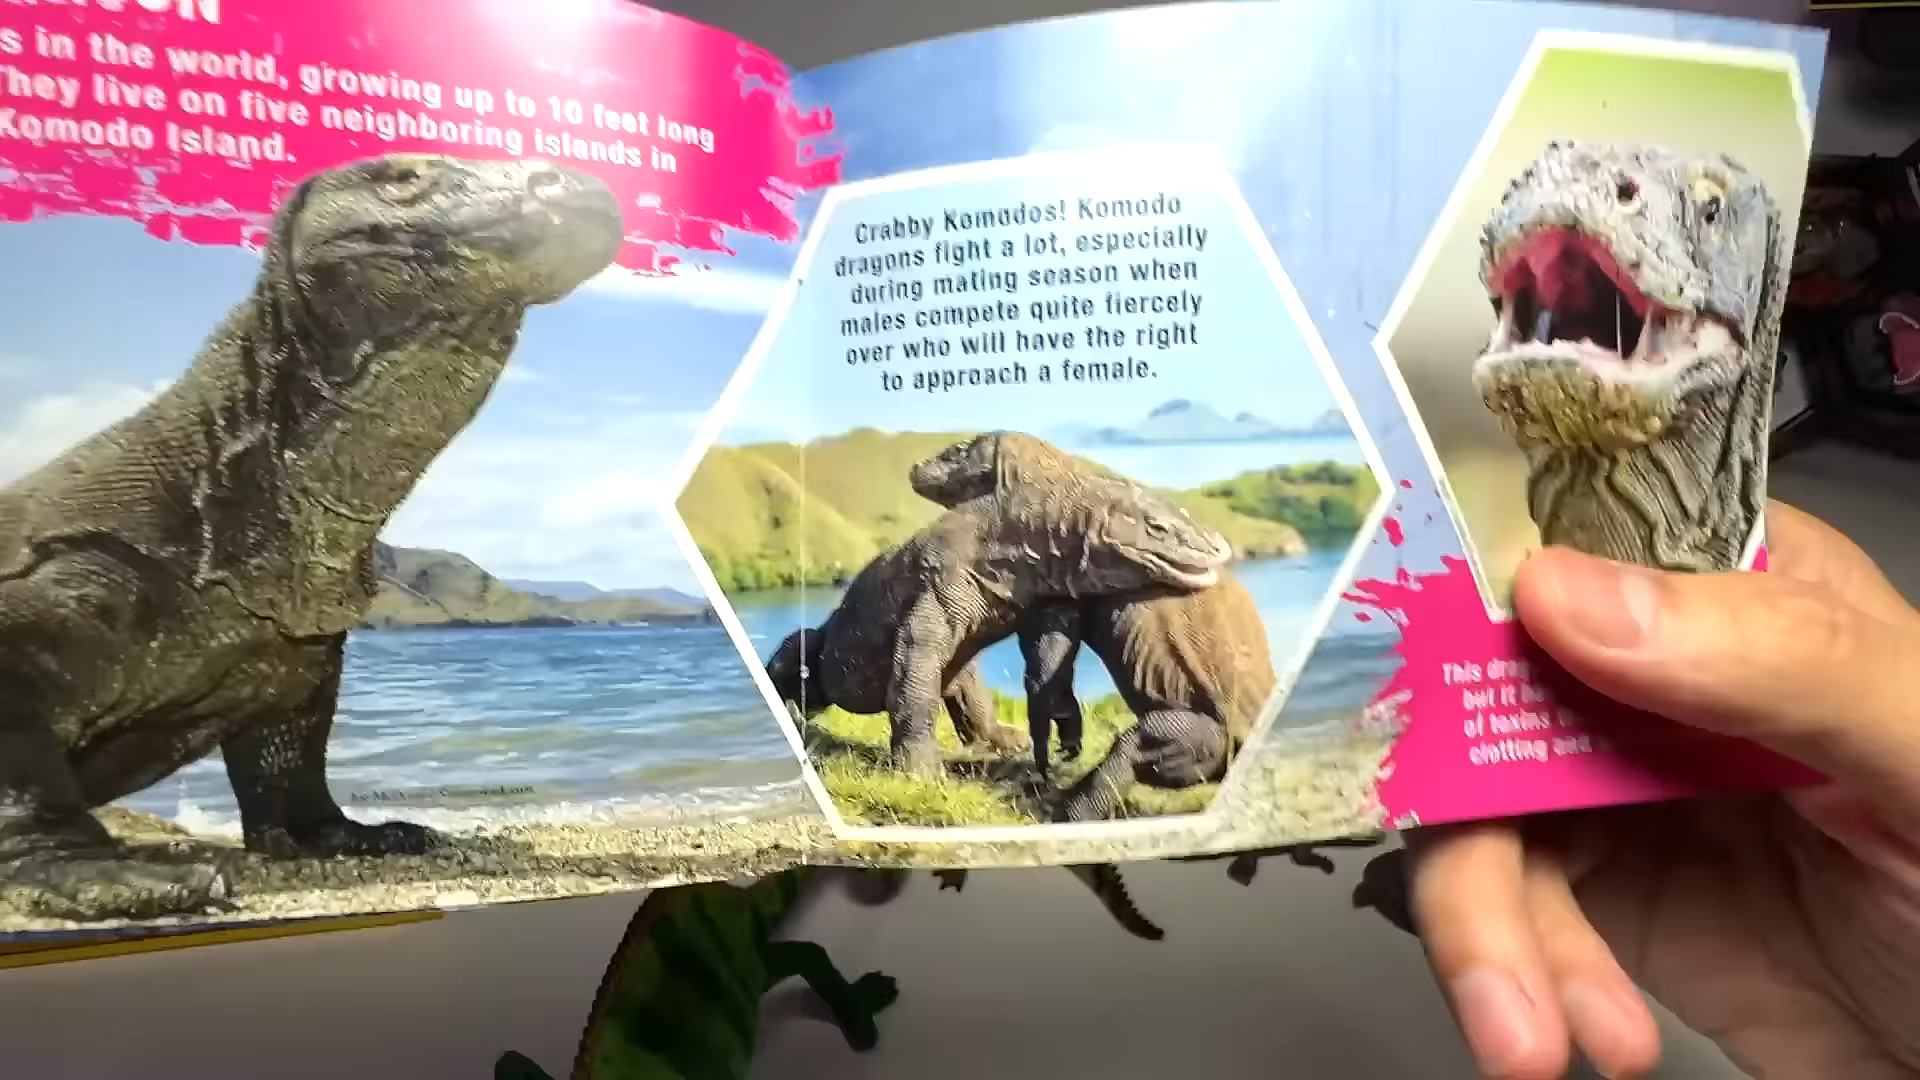 s in the world, growing up to 10 feet long
They live on five neighboring islands in
Komodo Island.
Crabby Komodos! Komodo
dragons fight a lot, especially
during mating season when
males compete quite fiercely
over who will have the right
to approach a female.
This drag
but it ha
of toxins
clotting and